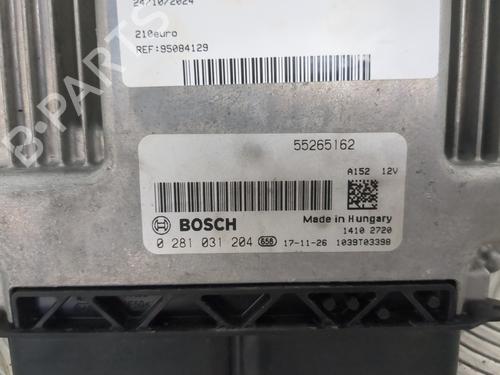 24/10/2024
210euro
REF:95084129
B-PARTS
55265162
A152 12V
BOSCH
Made in Hungary
1410 2720
0 281 031 204 658 17-11-26 1039T03398